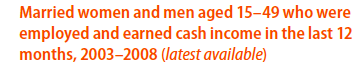 Married women and men aged 15–49 who were
employed and earned cash income in the last 12
months, 2003–2008 (latest available)